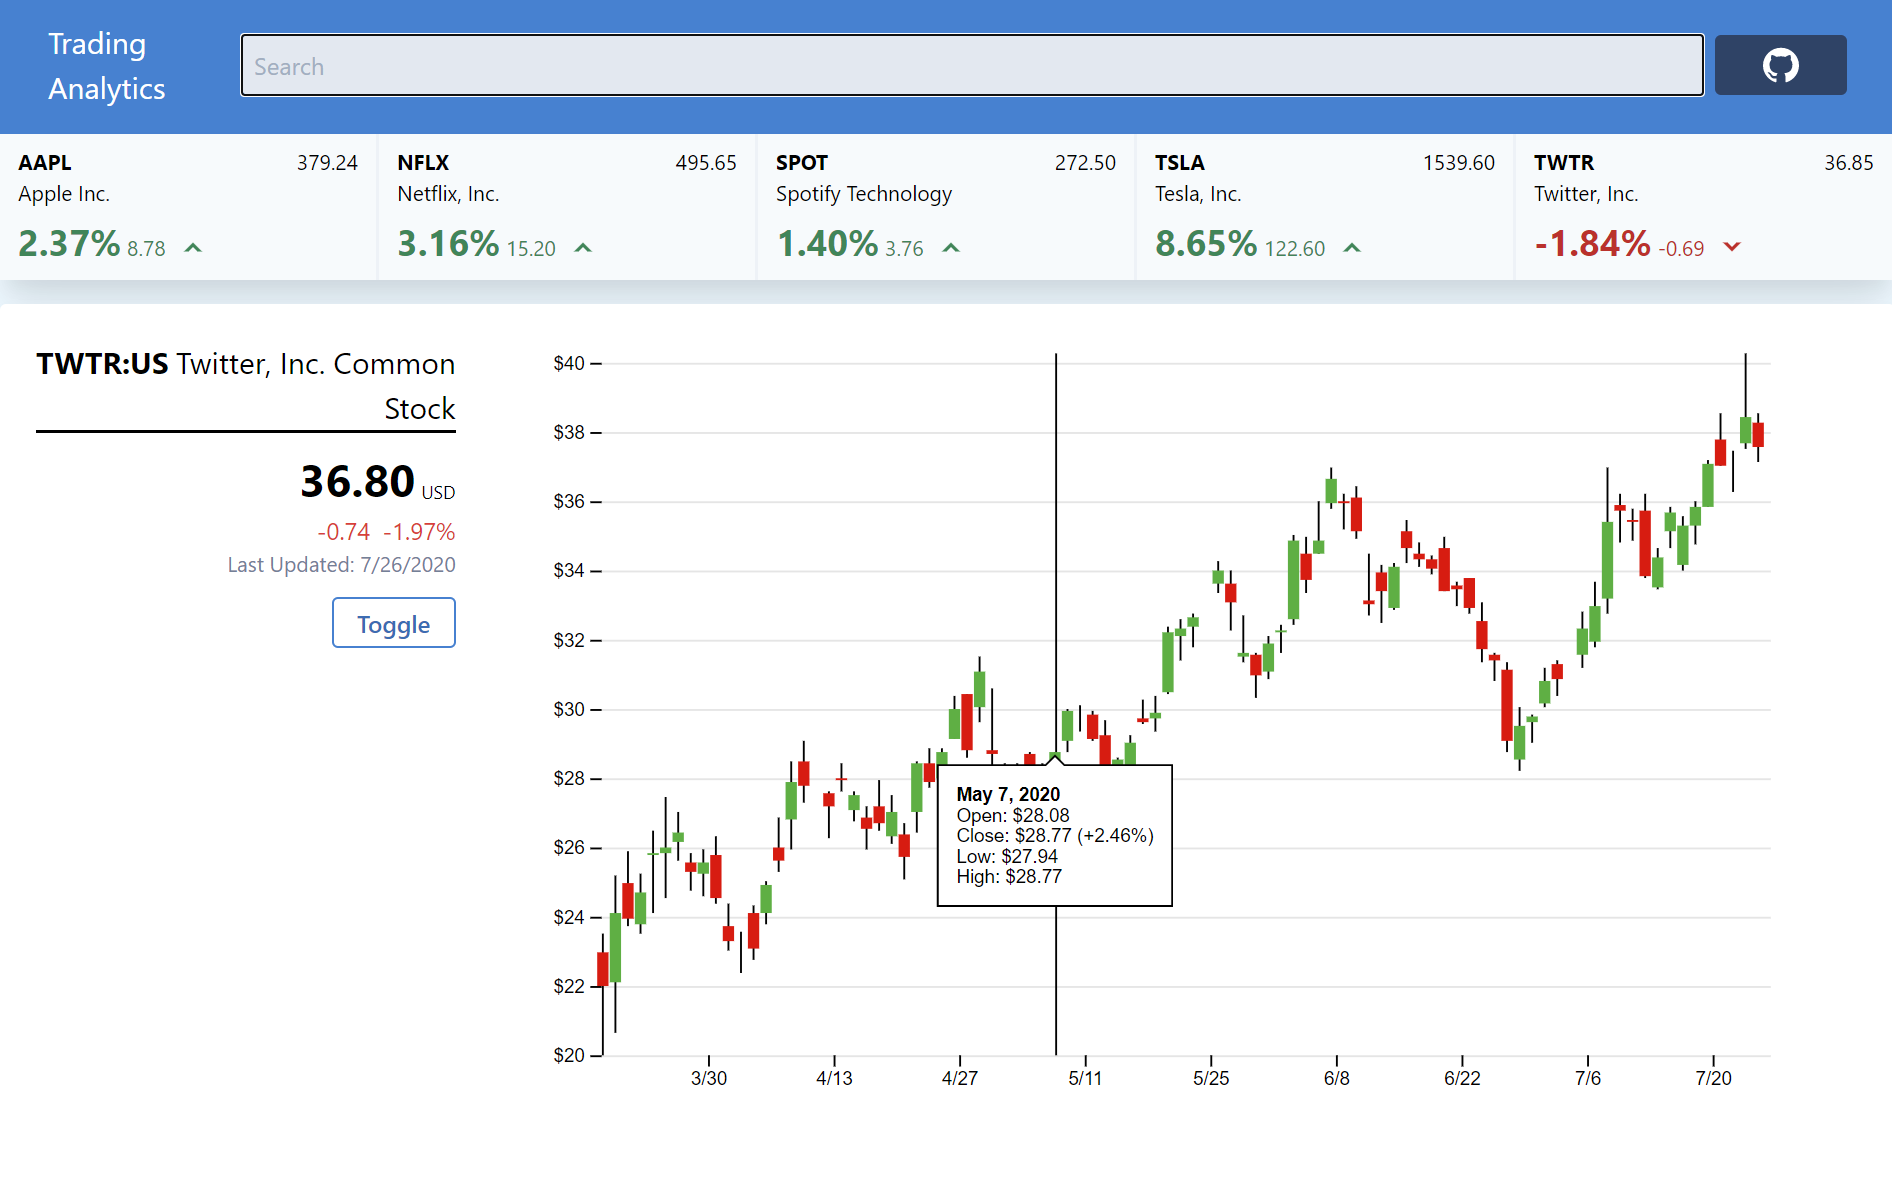 Trading
Analytics
Search
AAPL 379.24
Apple Inc.
2.37% 8.78
NFLX 495.65
Netflix, Inc.
3.16% 15.20
SPOT 272.50
Spotify Technology
1.40% 3.76
TSLA 1539.60
Tesla, Inc.
8.65% 122.60
TWTR 36.85
Twitter, Inc.
-1.84% -0.69
TWTR:US Twitter, Inc. Common
Stock
36.80 USD
-0.74 -1.97%
Last Updated: 7/26/2020
Toggle
$40
$38
$36
$34
$32
$30
$28
$26
$24
$22
$20
May 7, 2020
Open: $28.08
Close: $28.77 (+2.46%)
Low: $27.94
High: $28.77
3/30 4/13 4/27 5/11 5/25 6/8 6/22 7/6 7/20